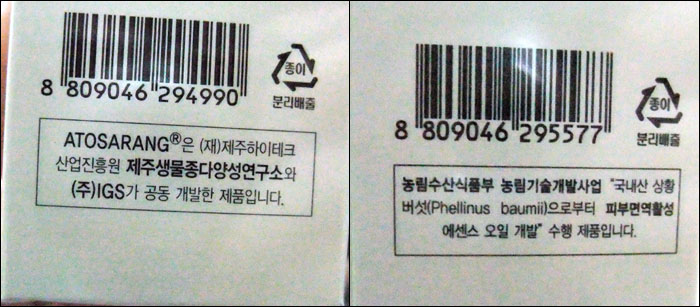 8 809046 294990
종이
분리배출
ATOSARANG®은 (재)제주하이테크
산업진흥원 제주생물종다양성연구소와
(주)IGS가 공동 개발한 제품입니다.
8 809046 295577
종이
분리배출
농림수산식품부 농림기술개발사업 "국내산 상황
버섯(Phellinus baumii)으로부터 피부면역활성
에센스 오일 개발" 수행 제품입니다.